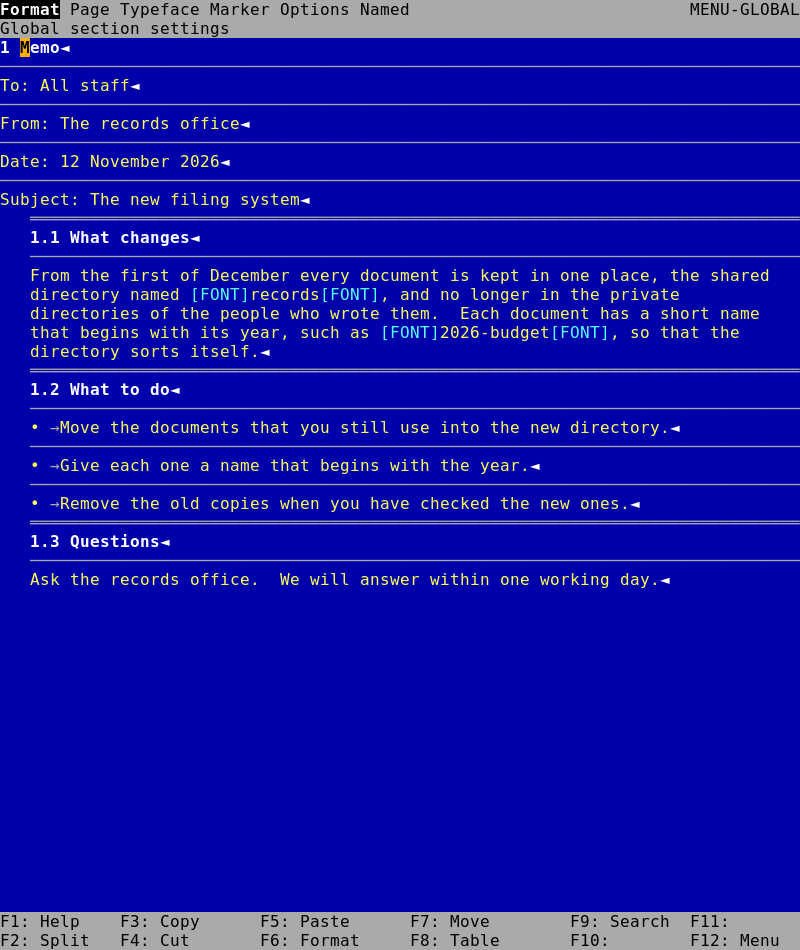 Format Page Typeface Marker Options Named MENU-GLOBAL
Global section settings
1 Memo◄
To: All staff◄
From: The records office◄
Date: 12 November 2026◄
Subject: The new filing system◄
1.1 What changes◄
From the first of December every document is kept in one place, the shared
directory named [FONT]records[FONT], and no longer in the private
directories of the people who wrote them.  Each document has a short name
that begins with its year, such as [FONT]2026-budget[FONT], so that the
directory sorts itself.◄
1.2 What to do◄
• →Move the documents that you still use into the new directory.◄
• →Give each one a name that begins with the year.◄
• →Remove the old copies when you have checked the new ones.◄
1.3 Questions◄
Ask the records office.  We will answer within one working day.◄
F1: Help F3: Copy F5: Paste F7: Move F9: Search F11:
F2: Split F4: Cut F6: Format F8: Table F10: F12: Menu